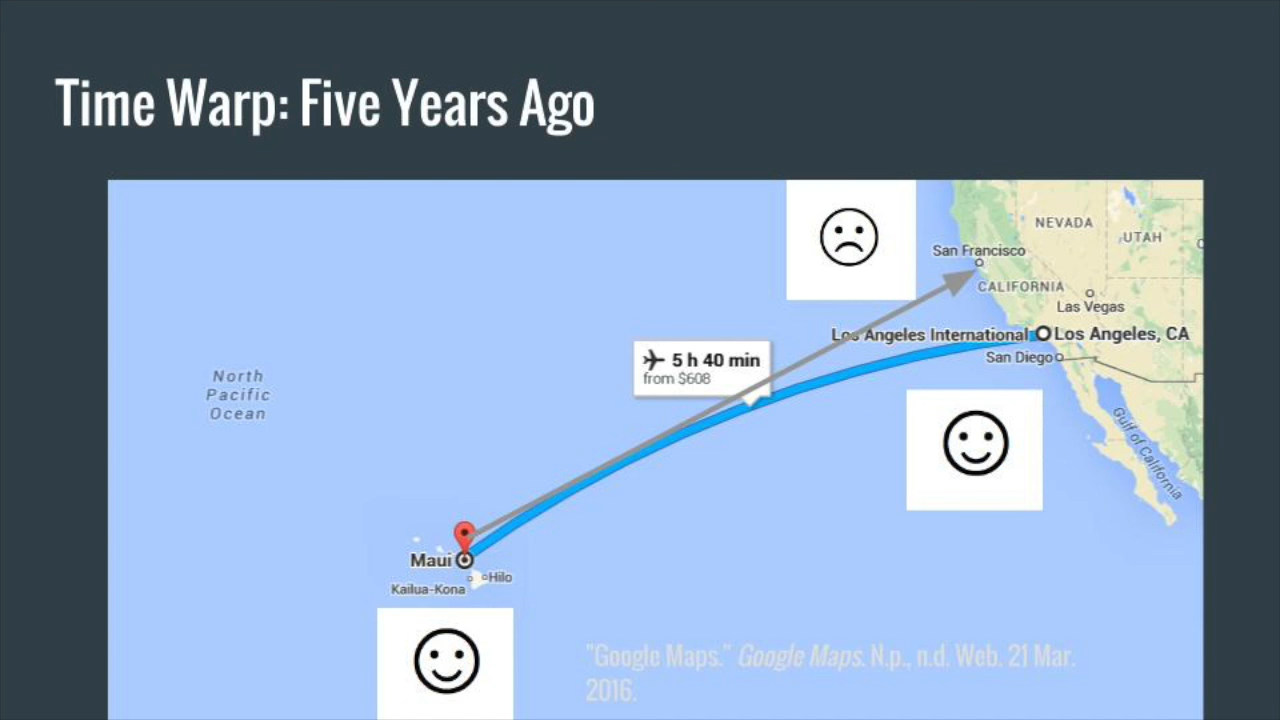 Time Warp: Five Years Ago
NEVADA
UTAH
San Francisco
CALIFORNIA
Las Vegas
Los Angeles International
Los Angeles, CA
San Diego
5 h 40 min
from $608
North
Pacific
Ocean
Gulf of California
Maui
Hilo
Kailua-Kona
"Google Maps." Google Maps. N.p., n.d. Web. 21 Mar.
2016.